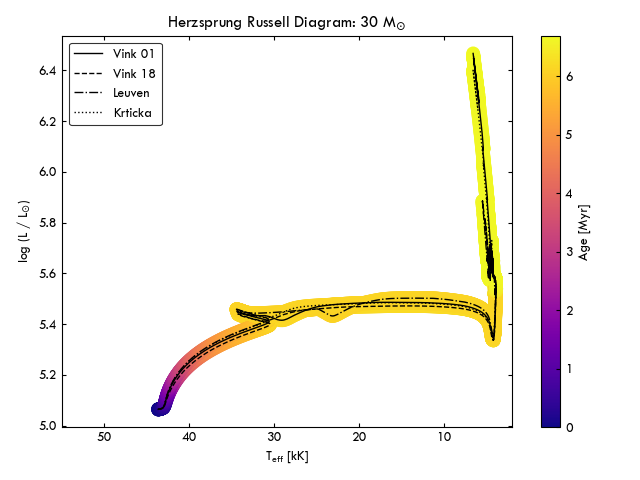 Herzsprung Russell Diagram: 30 M☉
Vink 01
Vink 18
Leuven
Krticka
log (L / L☉)
6.4
6.2
6.0
5.8
5.6
5.4
5.2
5.0
50 40 30 20 10
T_eff [kK]
6
5
4
3
2
1
0
Age [Myr]